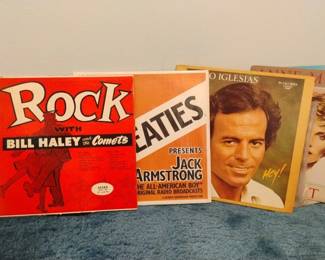 ROCK
WITH
BILL HALEY AND THE Comets
EATIES
PRESENTS
JACK
ARMSTRONG
THE ALL-AMERICAN BOY
ORIGINAL RADIO BROADCASTS
O IGLESIAS
Hey!
T